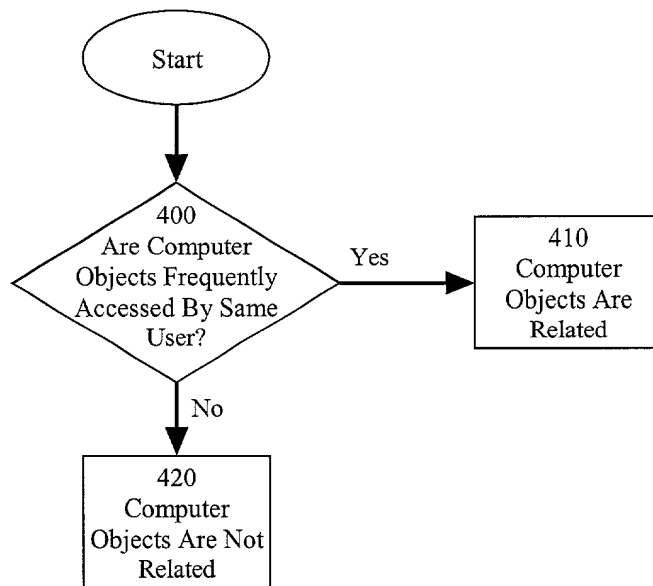 Start
400
Are Computer
Objects Frequently
Accessed By Same
User?
Yes
410
Computer
Objects Are
Related
No
420
Computer
Objects Are Not
Related